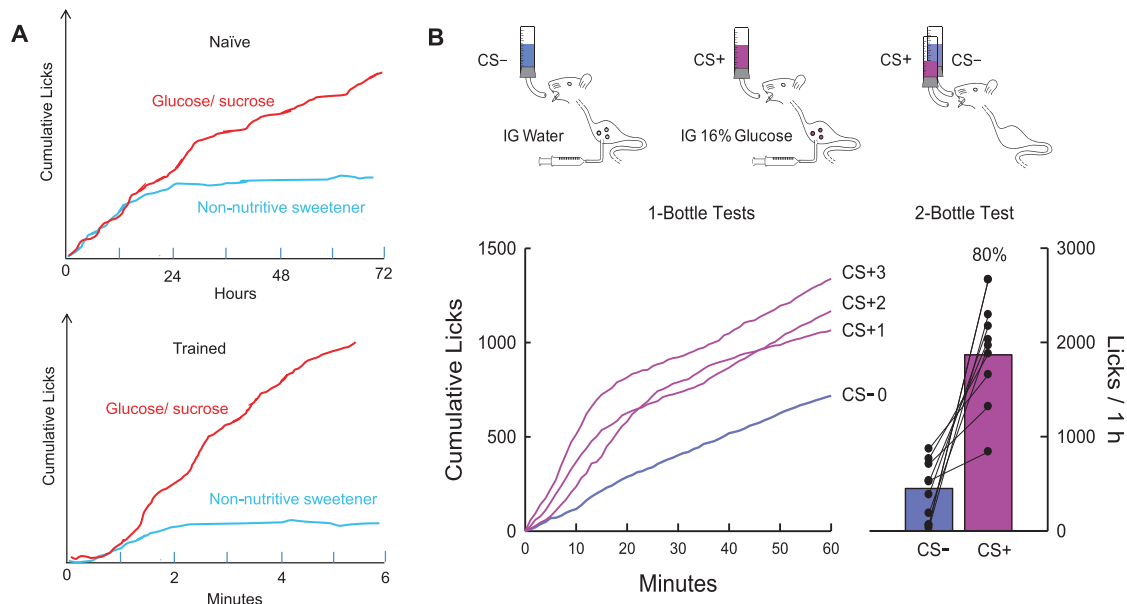 A
Naïve
Cumulative Licks
Glucose/ sucrose
Non-nutritive sweetener
0
24
48
72
Hours
Trained
Cumulative Licks
Glucose/ sucrose
Non-nutritive sweetener
0
2
4
6
Minutes
B
CS−
IG Water
CS+
IG 16% Glucose
CS+
CS−
1-Bottle Tests
2-Bottle Test
Cumulative Licks
1500
1000
500
0
0
10
20
30
40
50
60
Minutes
CS+3
CS+2
CS+1
CS-0
80%
3000
2000
1000
0
Licks / 1 h
CS-
CS+